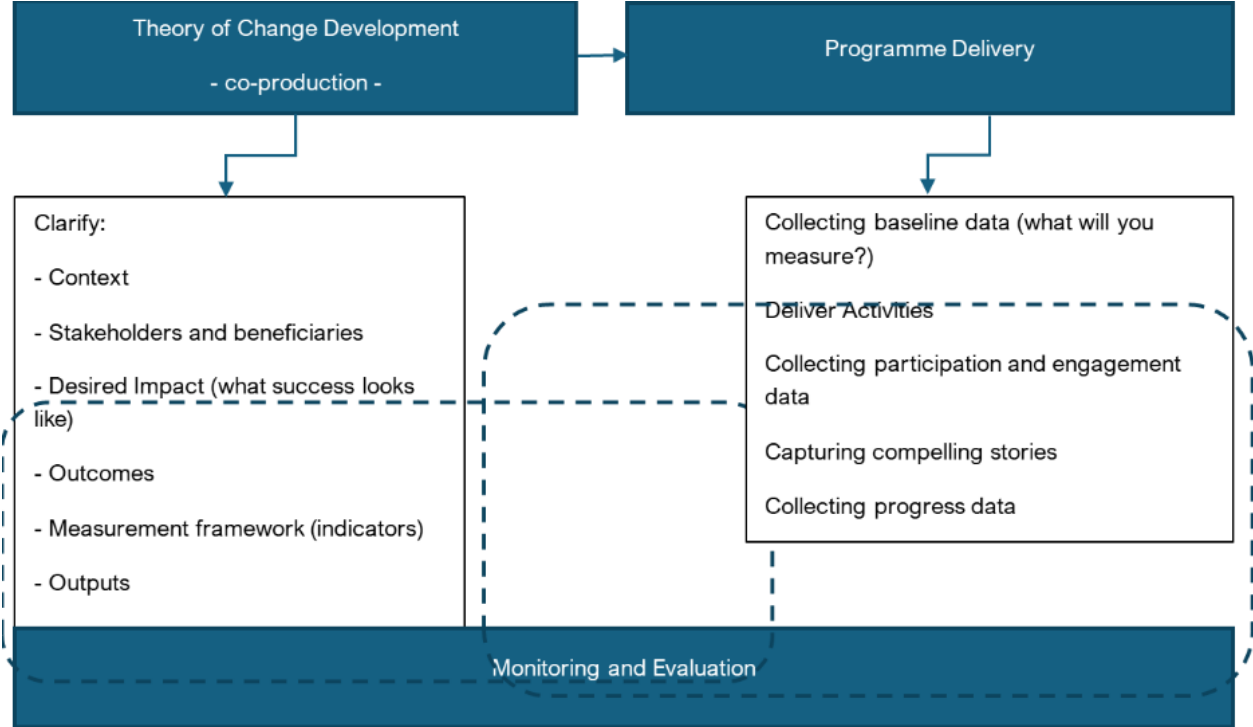 Theory of Change Development
- co-production -
Programme Delivery
Clarify:
- Context
- Stakeholders and beneficiaries
- Desired Impact (what success looks
like)
- Outcomes
- Measurement framework (indicators)
- Outputs
Collecting baseline data (what will you
measure?)
Deliver Activities
Collecting participation and engagement
data
Capturing compelling stories
Collecting progress data
Monitoring and Evaluation